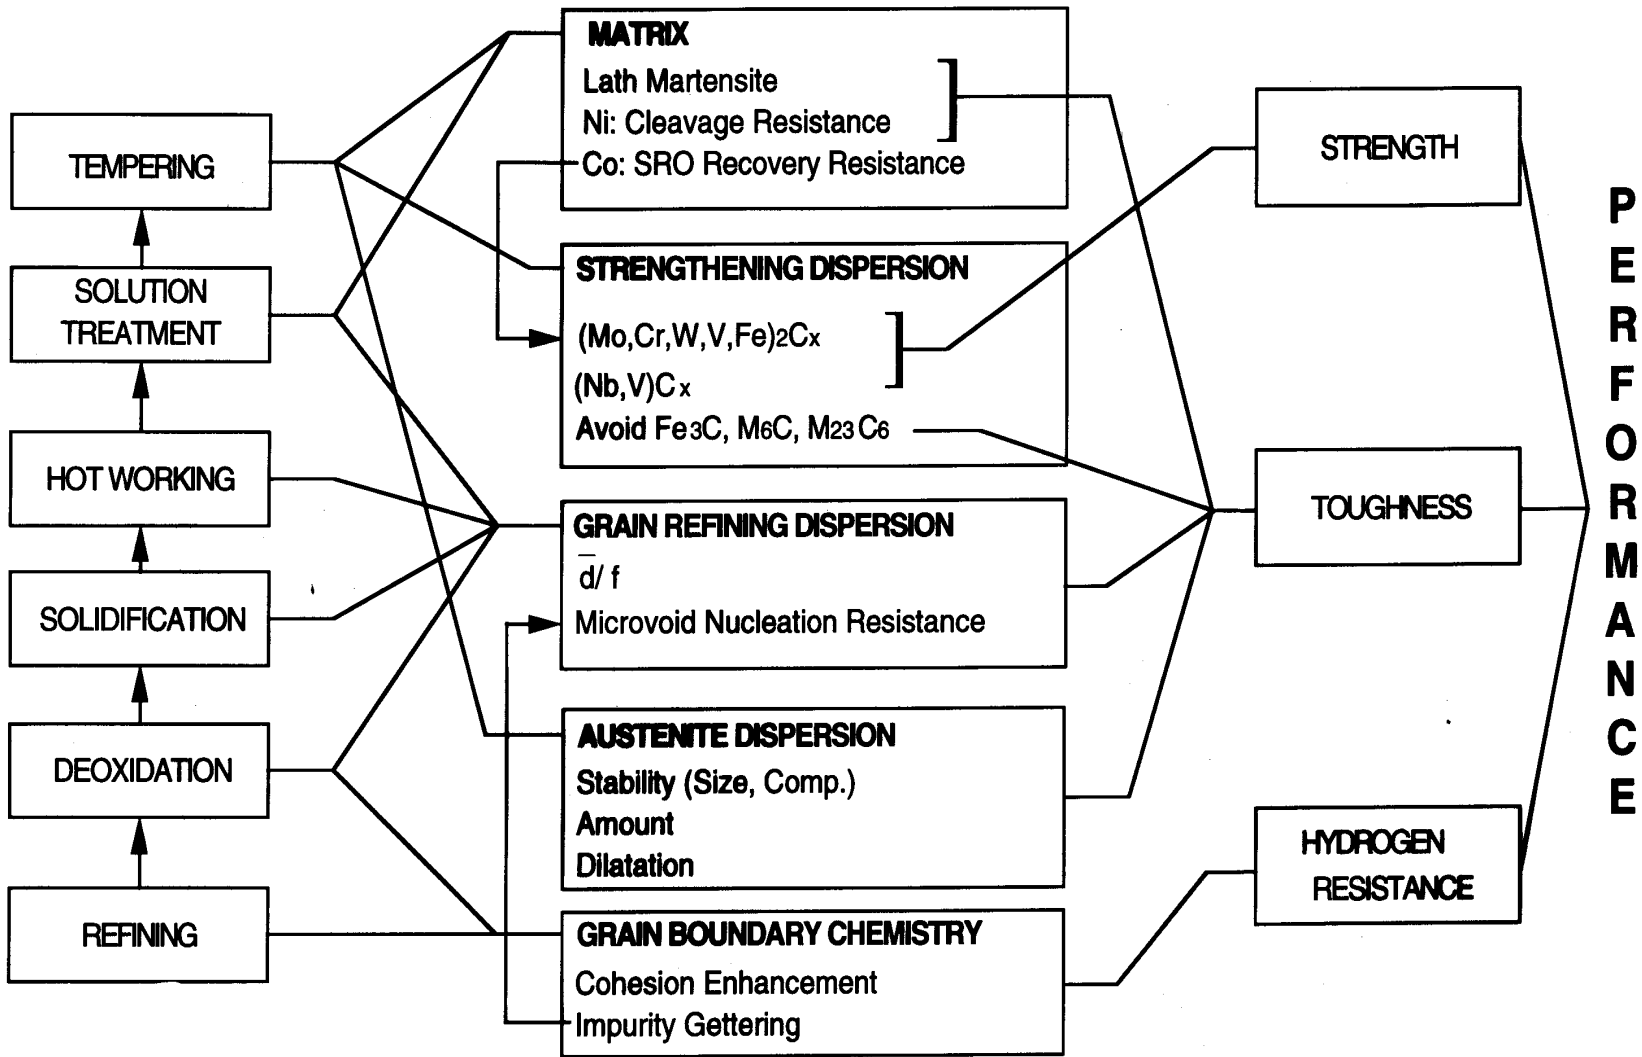 TEMPERING
SOLUTION
TREATMENT
HOT WORKING
SOLIDIFICATION
DEOXIDATION
REFINING
MATRIX
Lath Martensite
Ni: Cleavage Resistance
Co: SRO Recovery Resistance
STRENGTHENING DISPERSION
(Mo,Cr,W,V,Fe)2Cx
(Nb,V)Cx
Avoid Fe3C, M6C, M23C6
GRAIN REFINING DISPERSION
d̅/ f
Microvoid Nucleation Resistance
AUSTENITE DISPERSION
Stability (Size, Comp.)
Amount
Dilatation
GRAIN BOUNDARY CHEMISTRY
Cohesion Enhancement
Impurity Gettering
STRENGTH
TOUGHNESS
HYDROGEN
RESISTANCE
PERFORMANCE